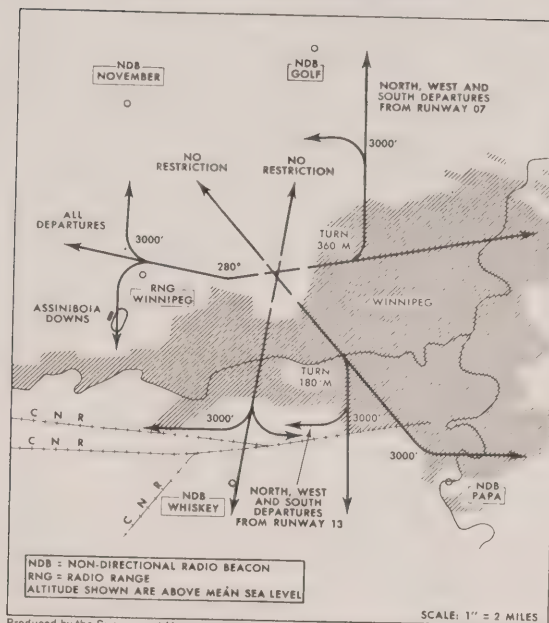 NDB
NOVEMBER
NDB
GOLF
NORTH, WEST AND
SOUTH DEPARTURES
FROM RUNWAY 07
3000'
NO
RESTRICTION
NO
RESTRICTION
ALL
DEPARTURES
3000'
TURN
360 M
280°
RNG
WINNIPEG
WINNIPEG
ASSINIBOIA
DOWNS
TURN
180 M
C N R
3000'
3000'
3000'
C N R
C N R
NDB
WHISKEY
NORTH, WEST
AND SOUTH
DEPARTURES
FROM RUNWAY 13
NDB
PAPA
NDB = NON-DIRECTIONAL RADIO BEACON
RNG = RADIO RANGE
ALTITUDE SHOWN ARE ABOVE MEAN SEA LEVEL
Produced by the
SCALE: 1" = 2 MILES